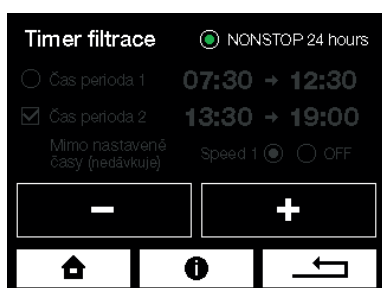 Timer filtrace NONSTOP 24 hours
Čas perioda 1 07:30 → 12:30
Čas perioda 2 13:30 → 19:00
Mimo nastavené
časy (nedávkuje) Speed 1 OFF
− +